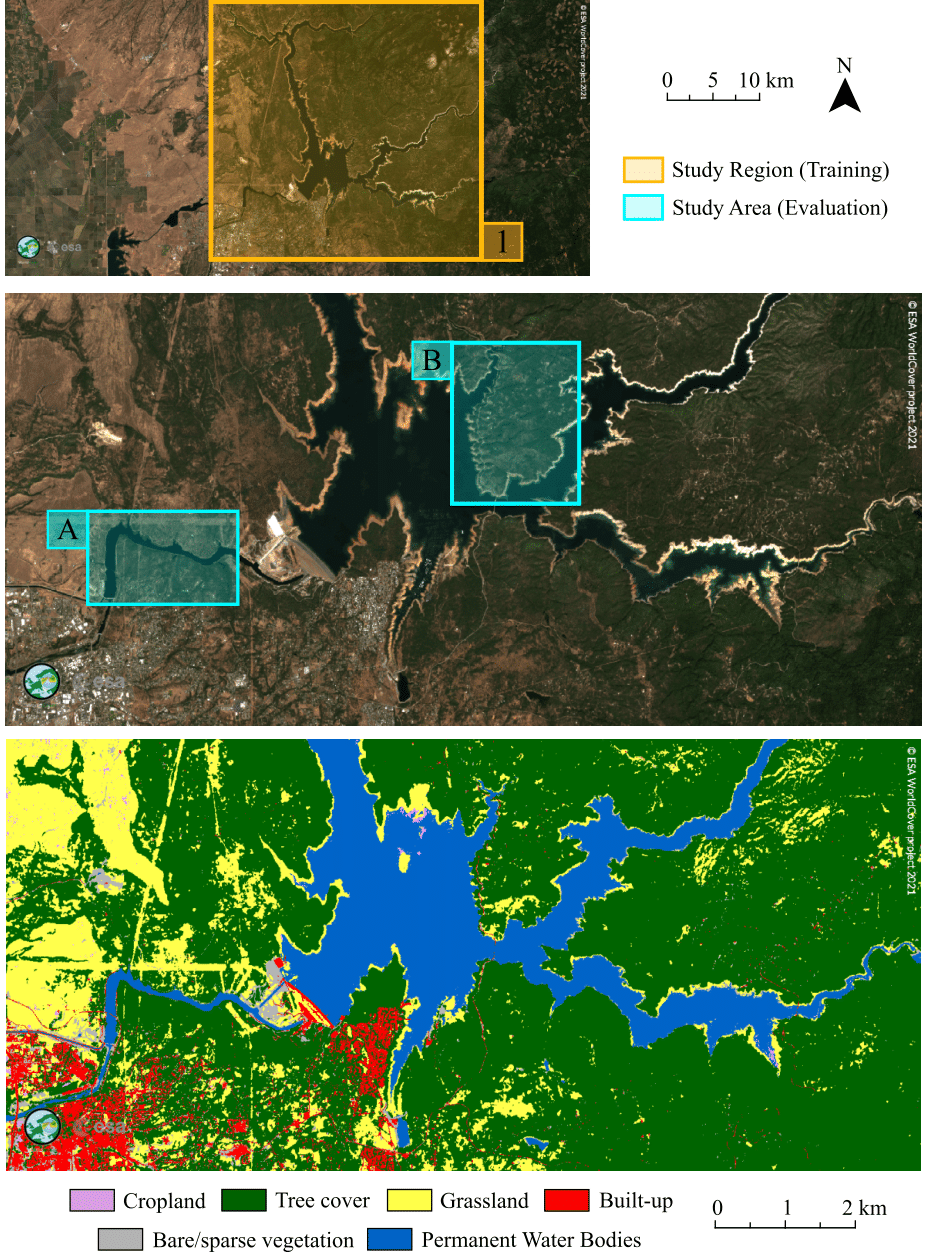 © ESA WorldCover project 2021
esa
1
0 5 10 km
N
Study Region (Training)
Study Area (Evaluation)
© ESA WorldCover project 2021
B
A
esa
© ESA WorldCover project 2021
esa
Cropland Tree cover Grassland Built-up
Bare/sparse vegetation Permanent Water Bodies
0 1 2 km